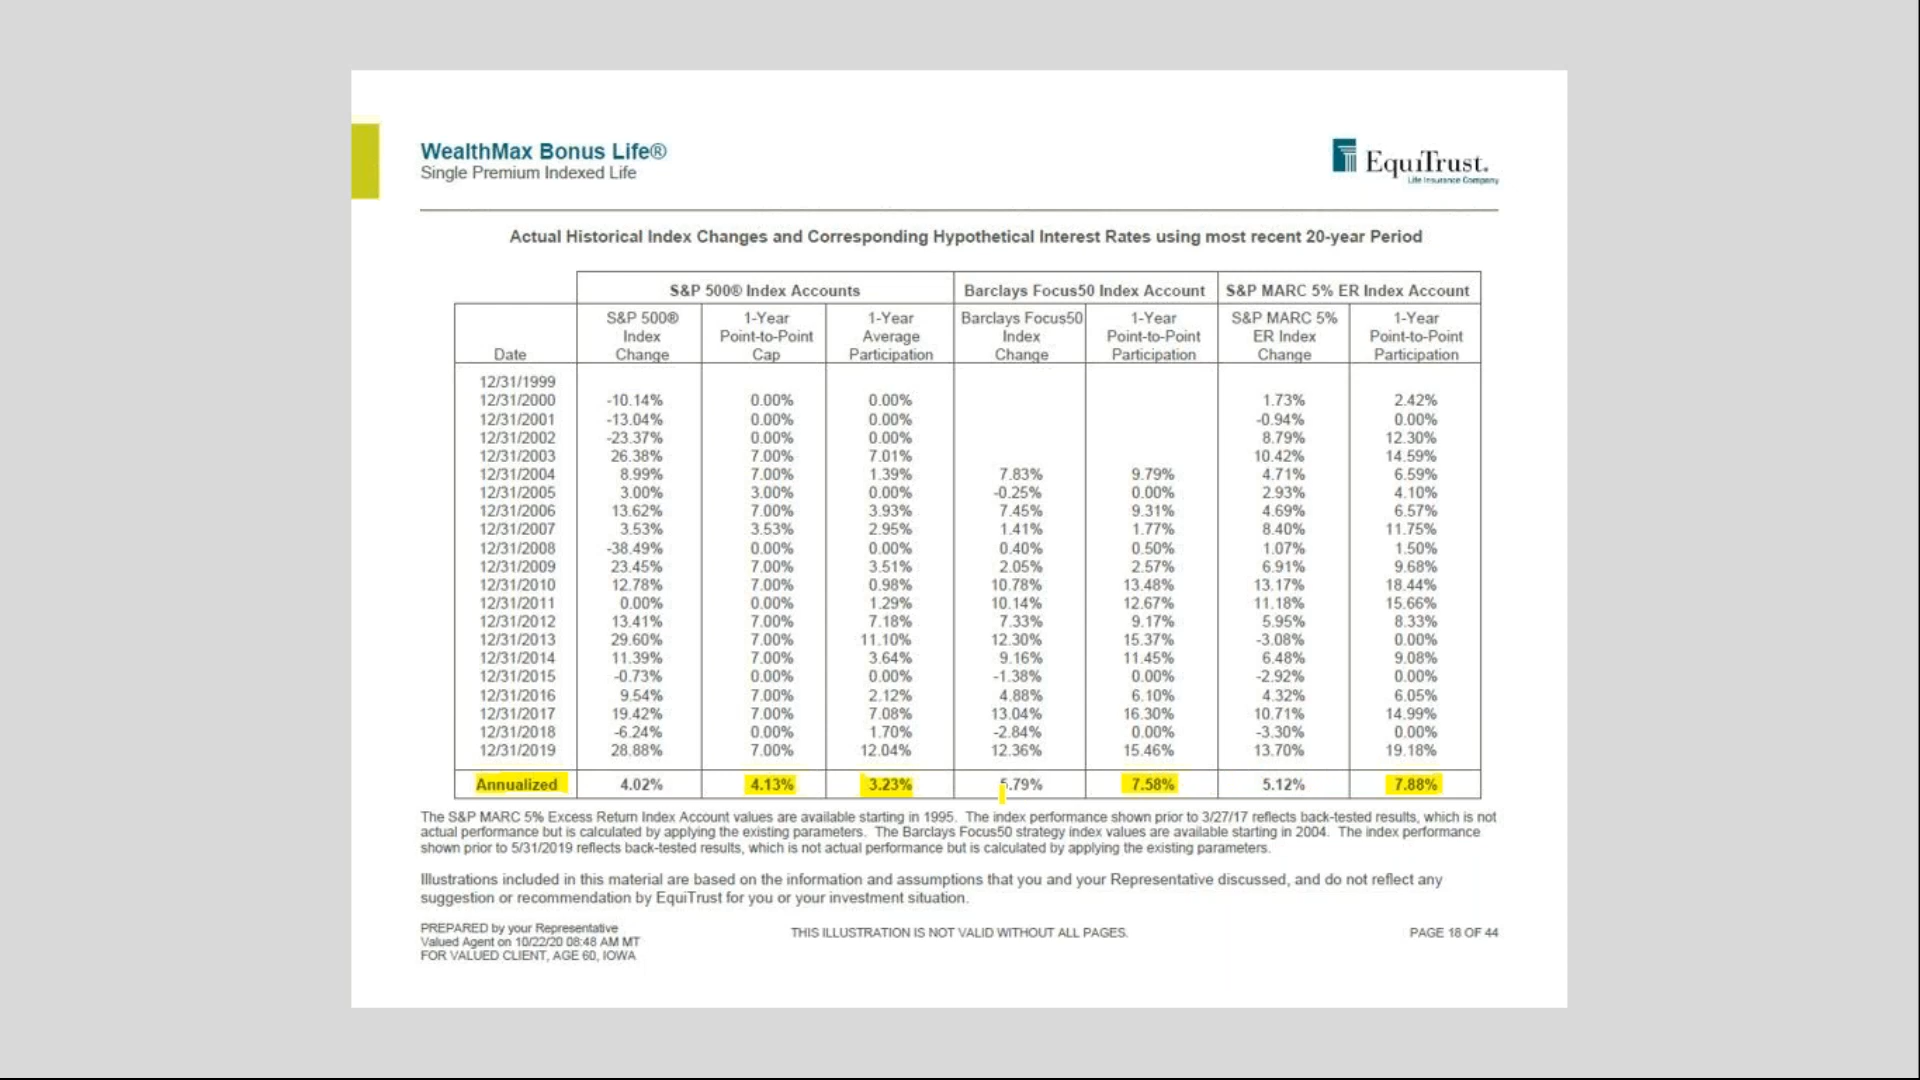 WealthMax Bonus Life®
Single Premium Indexed Life
EquiTrust.
Life Insurance Company
Actual Historical Index Changes and Corresponding Hypothetical Interest Rates using most recent 20-year Period
S&P 500® Index Accounts Barclays Focus50 Index Account S&P MARC 5% ER Index Account
S&P 500® 1-Year 1-Year Barclays Focus50 1-Year S&P MARC 5% 1-Year
Index Point-to-Point Average Index Point-to-Point ER Index Point-to-Point
Date Change Cap Participation Change Participation Change Participation
12/31/1999
12/31/2000 -10.14% 0.00% 0.00% 1.73% 2.42%
12/31/2001 -13.04% 0.00% 0.00% -0.94% 0.00%
12/31/2002 -23.37% 0.00% 0.00% 8.79% 12.30%
12/31/2003 26.38% 7.00% 7.01% 10.42% 14.59%
12/31/2004 8.99% 7.00% 1.39% 7.83% 9.79% 4.71% 6.59%
12/31/2005 3.00% 3.00% 0.00% -0.25% 0.00% 2.93% 4.10%
12/31/2006 13.62% 7.00% 3.93% 7.45% 9.31% 4.69% 6.57%
12/31/2007 3.53% 3.53% 2.95% 1.41% 1.77% 8.40% 11.75%
12/31/2008 -38.49% 0.00% 0.00% 0.40% 0.50% 1.07% 1.50%
12/31/2009 23.45% 7.00% 3.51% 2.05% 2.57% 6.91% 9.68%
12/31/2010 12.78% 7.00% 0.98% 10.78% 13.48% 13.17% 18.44%
12/31/2011 0.00% 0.00% 1.29% 10.14% 12.67% 11.18% 15.66%
12/31/2012 13.41% 7.00% 7.18% 7.33% 9.17% 5.95% 8.33%
12/31/2013 29.60% 7.00% 11.10% 12.30% 15.37% -3.08% 0.00%
12/31/2014 11.39% 7.00% 3.64% 9.16% 11.45% 6.48% 9.08%
12/31/2015 -0.73% 0.00% 0.00% -1.38% 0.00% -2.92% 0.00%
12/31/2016 9.54% 7.00% 2.12% 4.88% 6.10% 4.32% 6.05%
12/31/2017 19.42% 7.00% 7.08% 13.04% 16.30% 10.71% 14.99%
12/31/2018 -6.24% 0.00% 1.70% -2.84% 0.00% -3.30% 0.00%
12/31/2019 28.88% 7.00% 12.04% 12.36% 15.46% 13.70% 19.18%
Annualized 4.02% 4.13% 3.23% 5.79% 7.58% 5.12% 7.88%
The S&P MARC 5% Excess Return Index Account values are available starting in 1995. The index performance shown prior to 3/27/17 reflects back-tested results, which is not
actual performance but is calculated by applying the existing parameters. The Barclays Focus50 strategy index values are available starting in 2004. The index performance
shown prior to 5/31/2019 reflects back-tested results, which is not actual performance but is calculated by applying the existing parameters.
Illustrations included in this material are based on the information and assumptions that you and your Representative discussed, and do not reflect any
suggestion or recommendation by EquiTrust for you or your investment situation.
PREPARED by your Representative
Valued Agent on 10/22/20 08:48 AM MT
FOR VALUED CLIENT, AGE 60, IOWA
THIS ILLUSTRATION IS NOT VALID WITHOUT ALL PAGES.
PAGE 18 OF 44